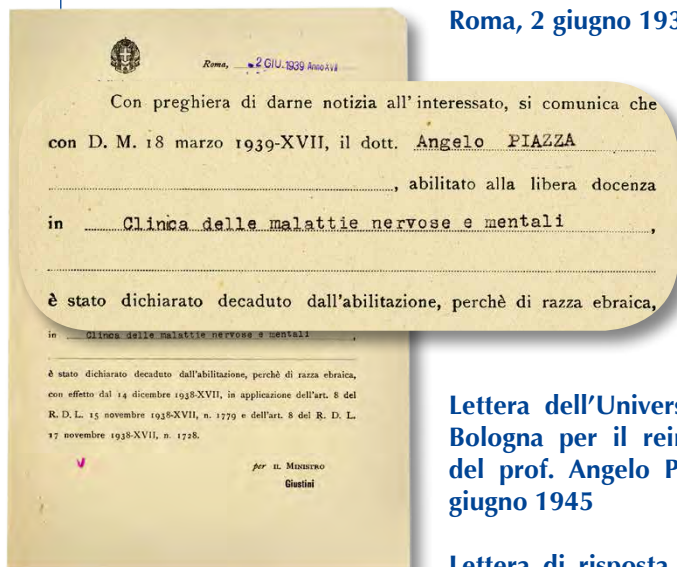 Roma, 2 giugno 193
Roma, 2 GIU. 1939 Anno XVII
Con preghiera di darne notizia all'interessato, si comunica che
con D. M. 18 marzo 1939-XVII, il dott. Angelo PIAZZA
, abilitato alla libera docenza
in Clinica delle malattie nervose e mentali ,
è stato dichiarato decaduto dall'abilitazione, perchè di razza ebraica,
in Clinca delle malattie nervose e mentali ,
è stato dichiarato decaduto dall'abilitazione, perchè di razza ebraica,
con effetto dal 14 dicembre 1938-XVII, in applicazione dell'art. 8 del
R. D. L. 15 novembre 1938-XVII, n. 1779 e dell'art. 8 del R. D. L.
17 novembre 1938-XVII, n. 1728.
per IL MINISTRO
Giustini
Lettera dell'Univers
Bologna per il rein
del prof. Angelo P
giugno 1945
Lettera di risposta